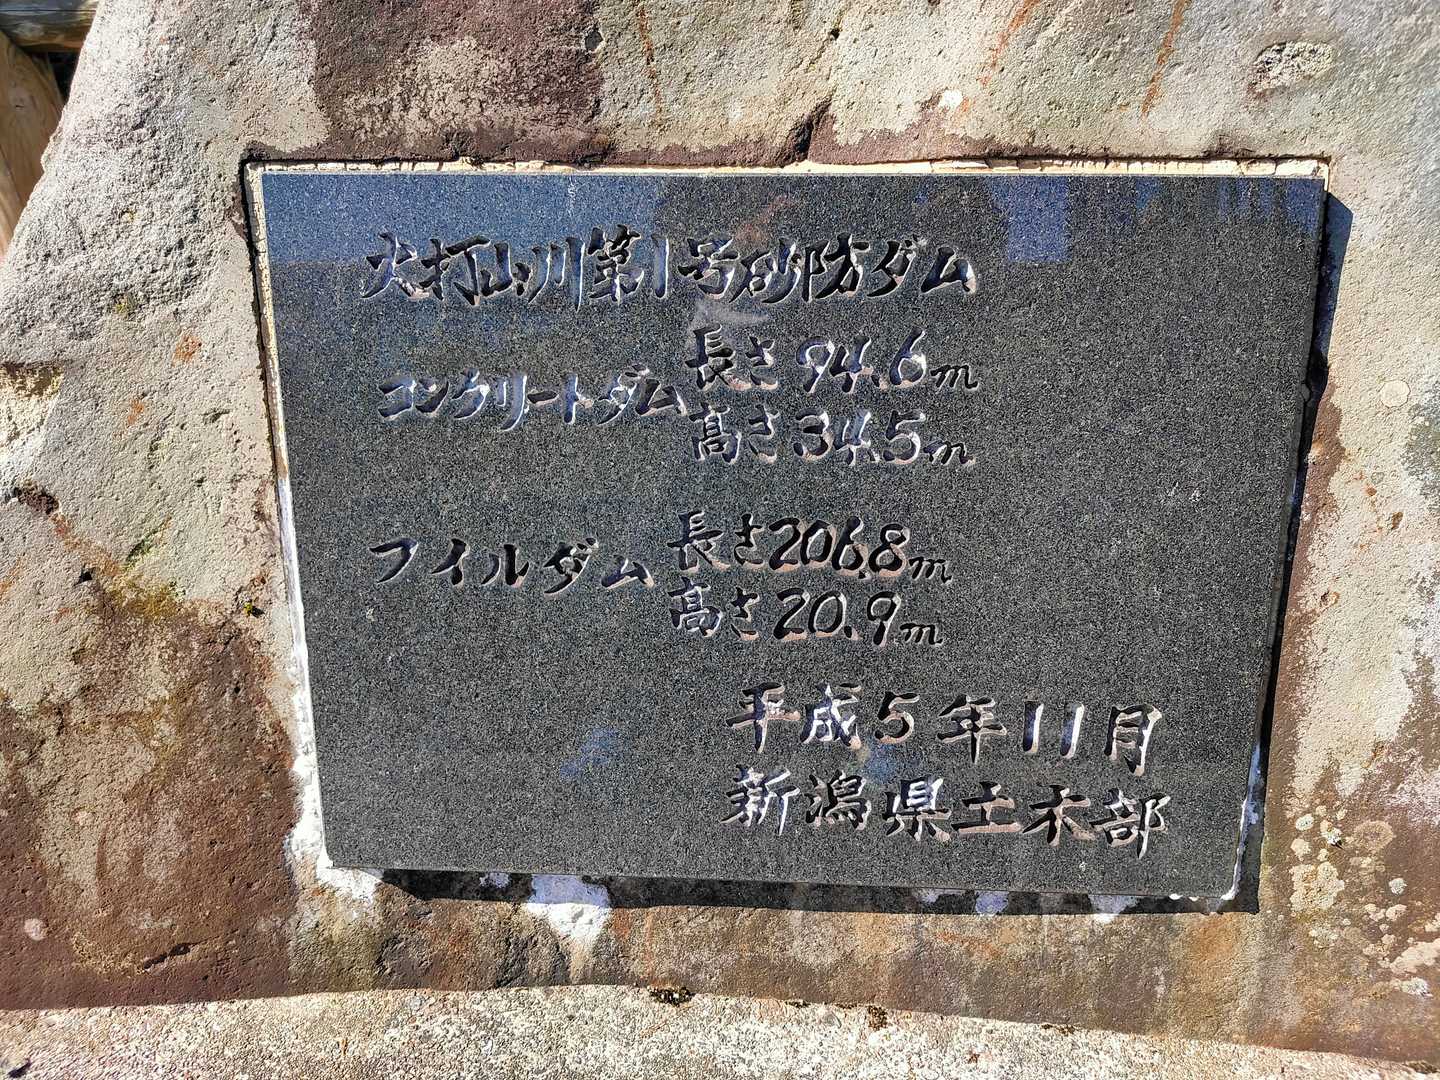 火打山川第1号砂防ダム
コンクリートダム 長さ94.6m
高さ34.5m
フイルダム 長さ206.8m
高さ20.9m
平成5年11月
新潟県土木部